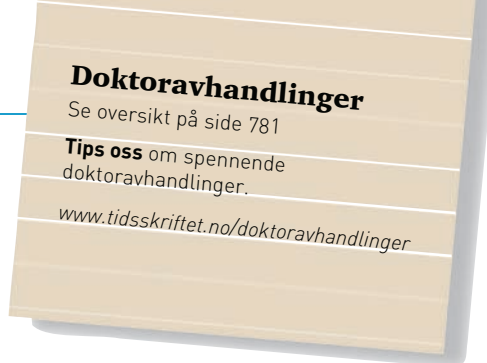 Doktoravhandlinger
Se oversikt på side 781
Tips oss om spennende
doktoravhandlinger.
www.tidsskriftet.no/doktoravhandlinger